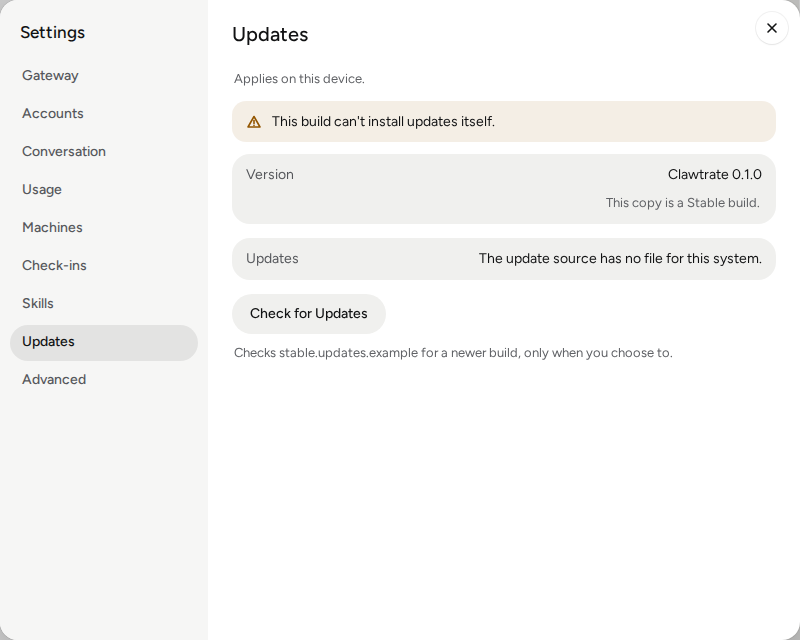 Settings
Gateway
Accounts
Conversation
Usage
Machines
Check-ins
Skills
Updates
Advanced
Updates
Applies on this device.
This build can't install updates itself.
Version Clawtrate 0.1.0
This copy is a Stable build.
Updates The update source has no file for this system.
Check for Updates
Checks stable.updates.example for a newer build, only when you choose to.